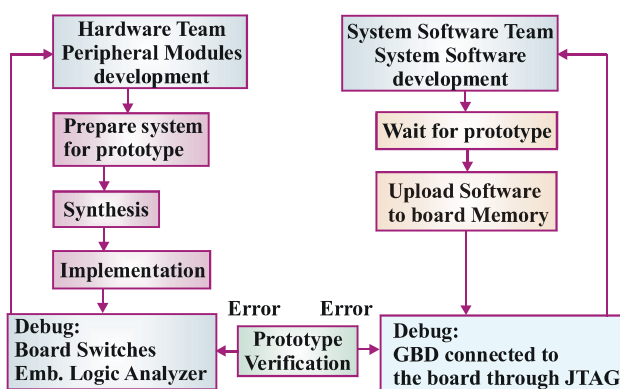 Hardware Team
Peripheral Modules
development
Prepare system
for prototype
Synthesis
Implementation
Debug:
Board Switches
Emb. Logic Analyzer
System Software Team
System Software
development
Wait for prototype
Upload Software
to board Memory
Debug:
GBD connected to
the board through JTAG
Error
Error
Prototype
Verification